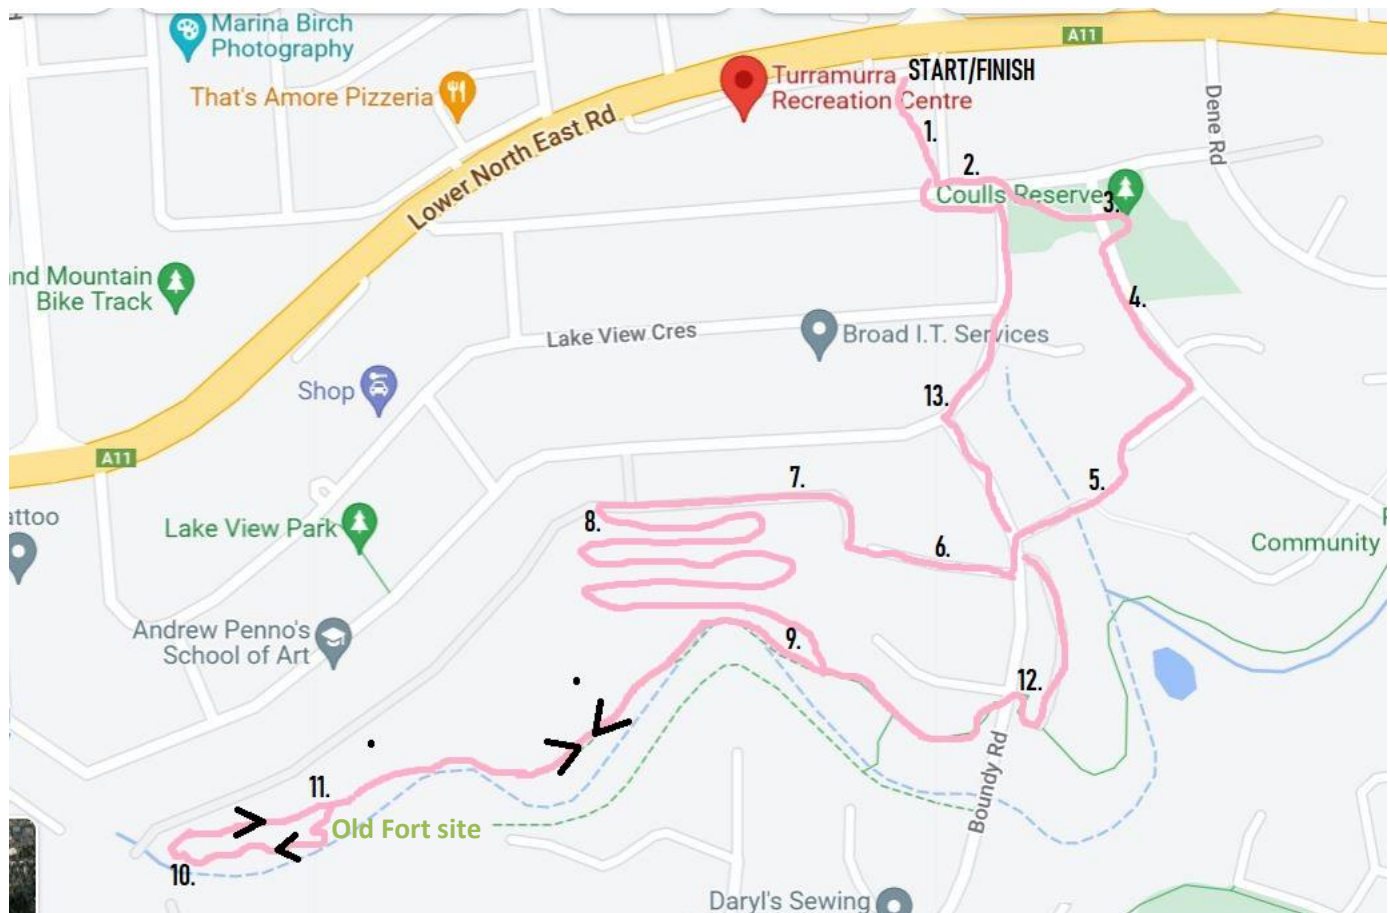 Marina Birch
Photography
A11
START/FINISH
Turramurra
Recreation Centre
That's Amore Pizzeria
Lower North East Rd
Dene Rd
1.
2.
Coulls Reserve
3.
nd Mountain
Bike Track
4.
Lake View Cres
Broad I.T. Services
Shop
13.
A11
7.
5.
attoo
Lake View Park
8.
6.
Community
Andrew Penno's
School of Art
9.
12.
11.
Boundy Rd
Old Fort site
10.
Daryl's Sewing